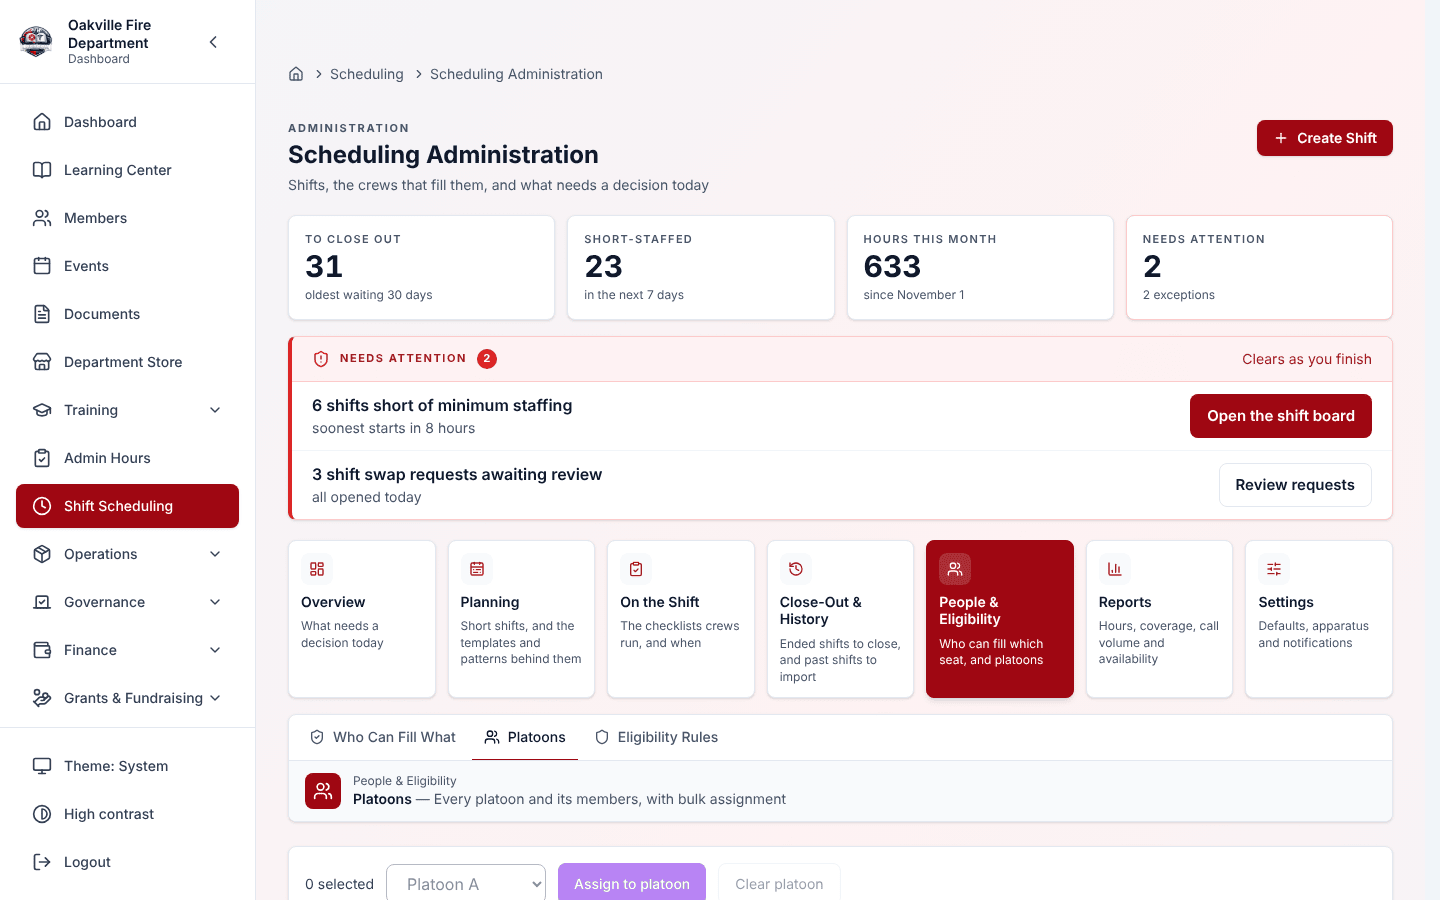 Oakville Fire
Department
Dashboard
Dashboard
Learning Center
Members
Events
Documents
Department Store
Training
Admin Hours
Shift Scheduling
Operations
Governance
Finance
Grants & Fundraising
Theme: System
High contrast
Logout
Scheduling
Scheduling Administration
ADMINISTRATION
Scheduling Administration
Shifts, the crews that fill them, and what needs a decision today
Create Shift
TO CLOSE OUT
31
oldest waiting 30 days
SHORT-STAFFED
23
in the next 7 days
HOURS THIS MONTH
633
since November 1
NEEDS ATTENTION
2
2 exceptions
NEEDS ATTENTION 2
Clears as you finish
6 shifts short of minimum staffing
soonest starts in 8 hours
Open the shift board
3 shift swap requests awaiting review
all opened today
Review requests
Overview
What needs a
decision today
Planning
Short shifts, and the
templates and
patterns behind them
On the Shift
The checklists crews
run, and when
Close-Out &
History
Ended shifts to close,
and past shifts to
import
People &
Eligibility
Who can fill which
seat, and platoons
Reports
Hours, coverage, call
volume and
availability
Settings
Defaults, apparatus
and notifications
Who Can Fill What
Platoons
Eligibility Rules
People & Eligibility
Platoons — Every platoon and its members, with bulk assignment
0 selected
Platoon A
Assign to platoon
Clear platoon